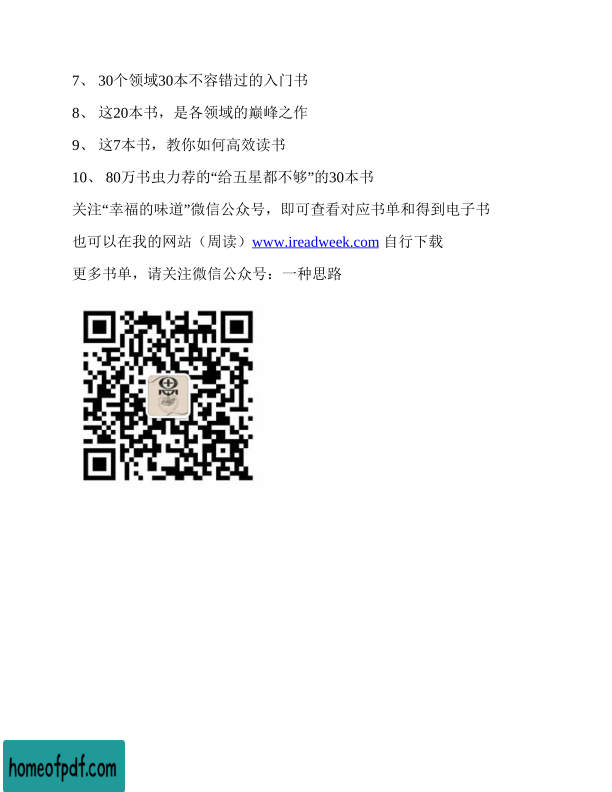 7、 30个领域30本不容错过的入门书
8、 这20本书，是各领域的巅峰之作
9、 这7本书，教你如何高效读书
10、 80万书虫力荐的“给五星都不够”的30本书
关注“幸福的味道”微信公众号，即可查看对应书单和得到电子书
也可以在我的网站（周读）www.ireadweek.com 自行下载
更多书单，请关注微信公众号：一种思路
homeofpdf.com